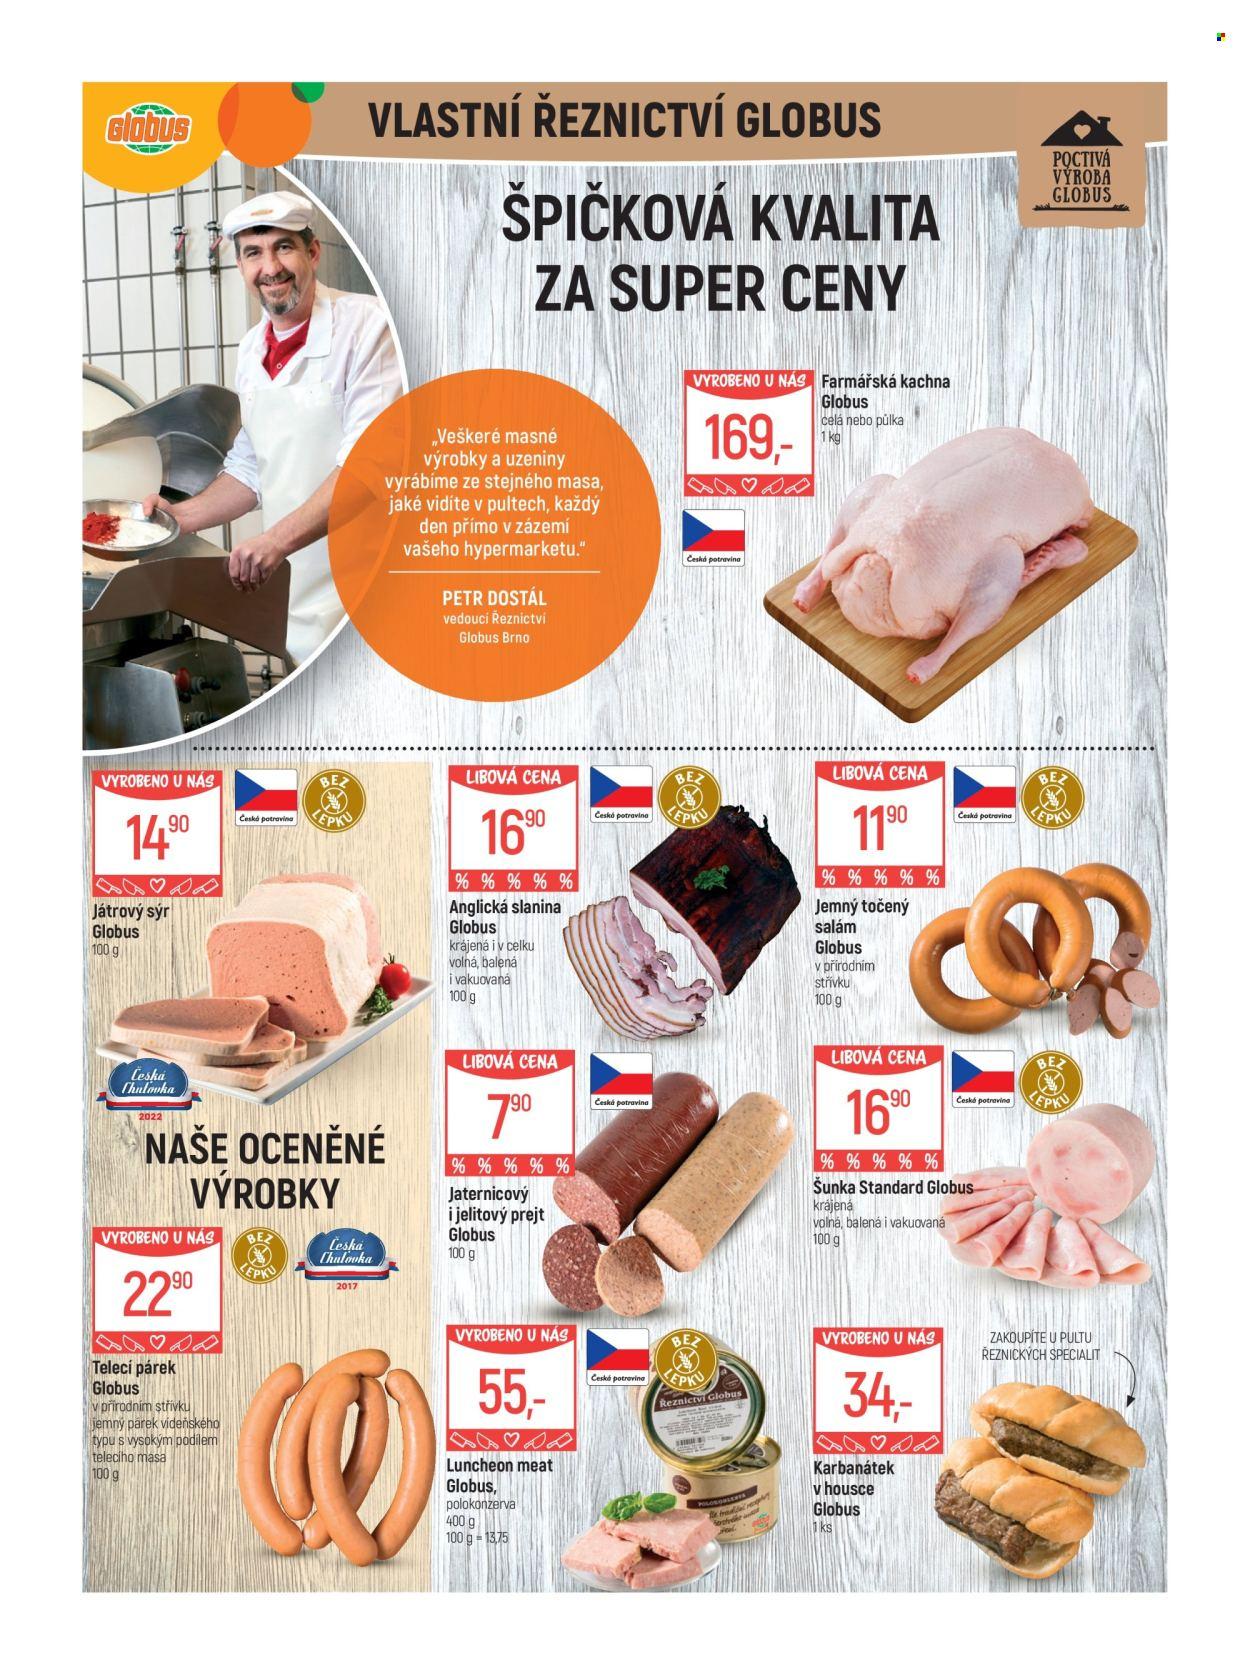 Globus
VLASTNÍ ŘEZNICTVÍ GLOBUS
POCTIVÁ
VÝROBA
GLOBUS
ŠPIČKOVÁ KVALITA
ZA SUPER CENY
„Veškeré masné
výrobky a uzeniny
vyrábíme ze stejného masa,
jaké vidíte v pultech, každý
den přímo v zázemí
vašeho hypermarketu.“
PETR DOSTÁL
vedoucí Řeznictví
Globus Brno
VYROBENO U NÁS
169,-
Farmářská kachna
Globus
celá nebo půlka
1 kg
Česká potravina
VYROBENO U NÁS
14 90
Česká potravina
BEZ LEPKU
Játrový sýr
Globus
100 g
Česká
Chuťovka
2022
NAŠE OCENĚNÉ
VÝROBKY
VYROBENO U NÁS
22 90
BEZ LEPKU
Česká
Chuťovka
2017
Telecí párek
Globus
v přírodním střívku
jemný párek vídeňského
typu s vysokým podílem
telecího masa
100 g
LIBOVÁ CENA
16 90
% % % % %
Česká potravina
BEZ LEPKU
Anglická slanina
Globus
krájená i v celku
volná, balená
i vakuovaná
100 g
LIBOVÁ CENA
11 90
% % % % %
Česká potravina
BEZ LEPKU
Jemný točený
salám
Globus
v přírodním
střívku
100 g
LIBOVÁ CENA
7 90
% % % % %
Česká potravina
Jaternicový
i jelitový prejt
Globus
100 g
LIBOVÁ CENA
16 90
% % % % %
Česká potravina
BEZ LEPKU
Šunka Standard Globus
krájená
volná, balená i vakuovaná
100 g
VYROBENO U NÁS
55,-
Česká potravina
BEZ LEPKU
Luncheon meat
Globus,
polokonzerva
400 g
100 g = 13,75
Řeznictví Globus
POLOKONZERVA
VYROBENO U NÁS
34,-
Karbanátek
v housce
Globus
1 ks
ZAKOUPÍTE U PULTU
ŘEZNICKÝCH SPECIALIT